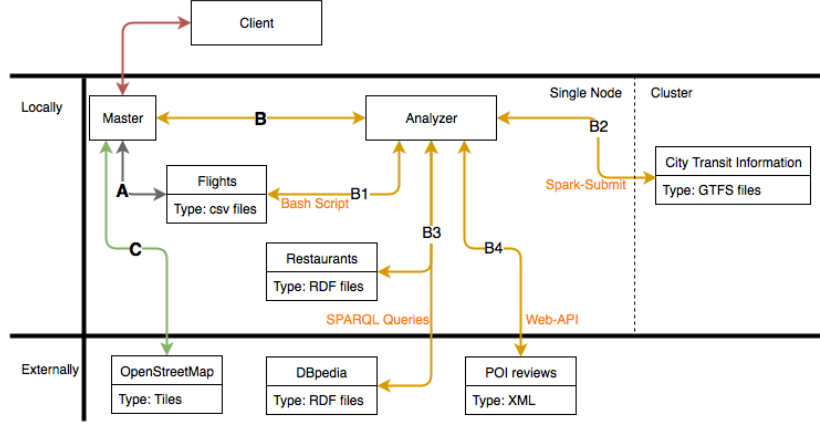 Client
Locally
Single Node
Cluster
Master
B
Analyzer
B2
City Transit Information
Type: GTFS files
Spark-Submit
A
Flights
Type: csv files
B1
Bash Script
C
B3
B4
Restaurants
Type: RDF files
SPARQL Queries
Web-API
Externally
OpenStreetMap
Type: Tiles
DBpedia
Type: RDF files
POI reviews
Type: XML